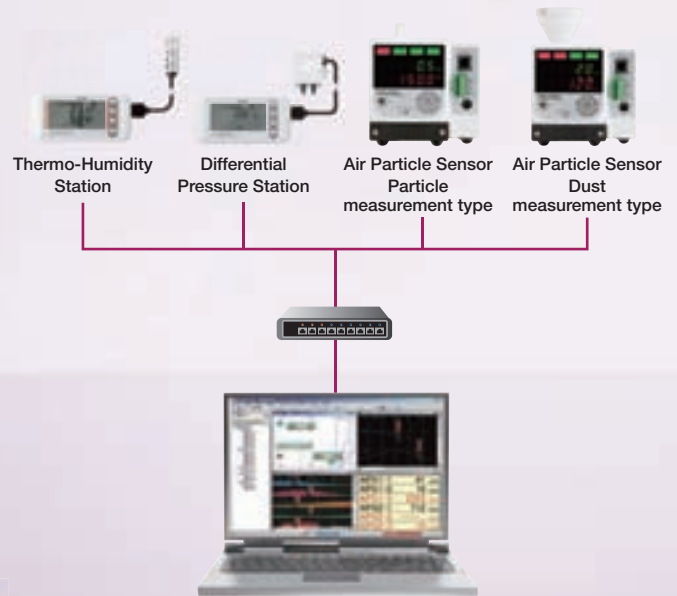 Thermo-Humidity
Station
Differential
Pressure Station
Air Particle Sensor
Particle
measurement type
Air Particle Sensor
Dust
measurement type